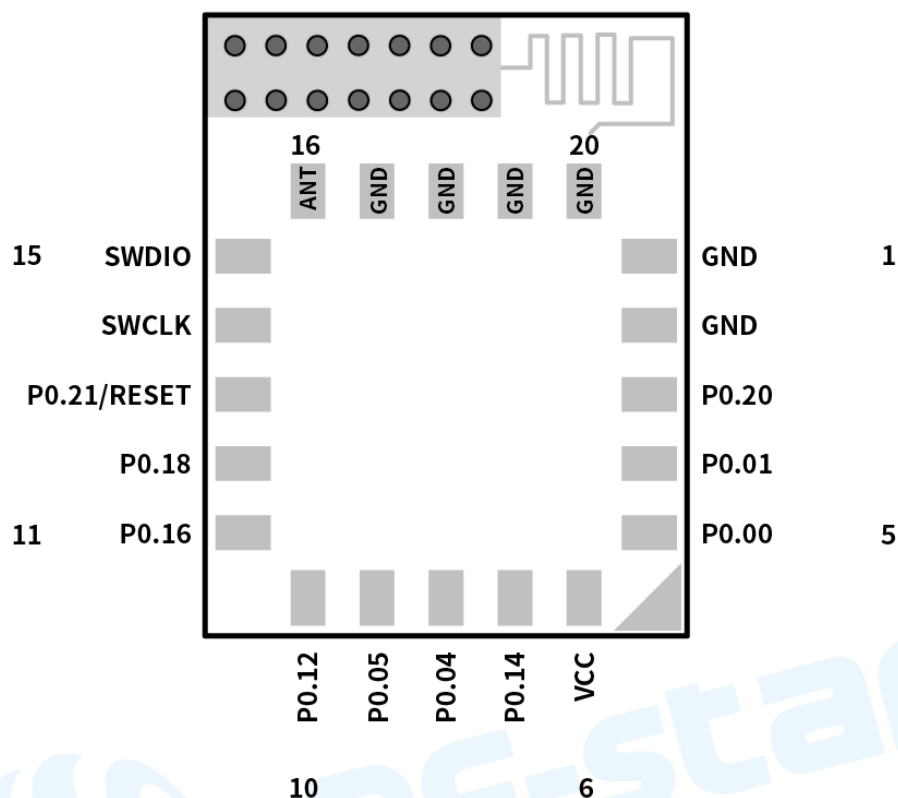 16 20
ANT GND GND GND GND
15 SWDIO GND 1
SWCLK GND
P0.21/RESET P0.20
P0.18 P0.01
11 P0.16 P0.00 5
P0.12 P0.05 P0.04 P0.14 VCC
10 6